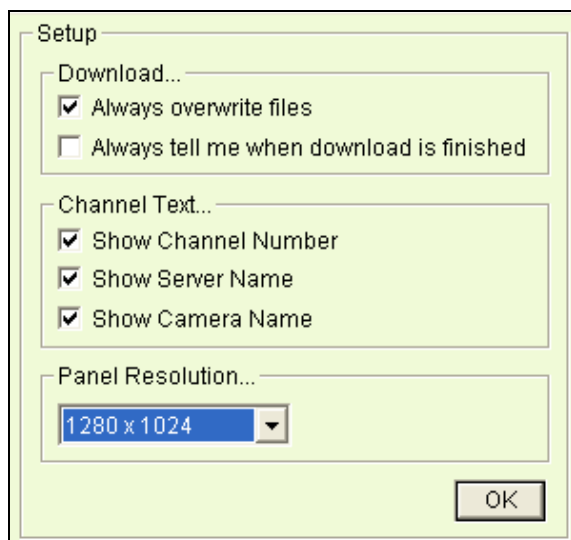 Setup
Download...
Always overwrite files
Always tell me when download is finished
Channel Text...
Show Channel Number
Show Server Name
Show Camera Name
Panel Resolution...
1280 x 1024
OK